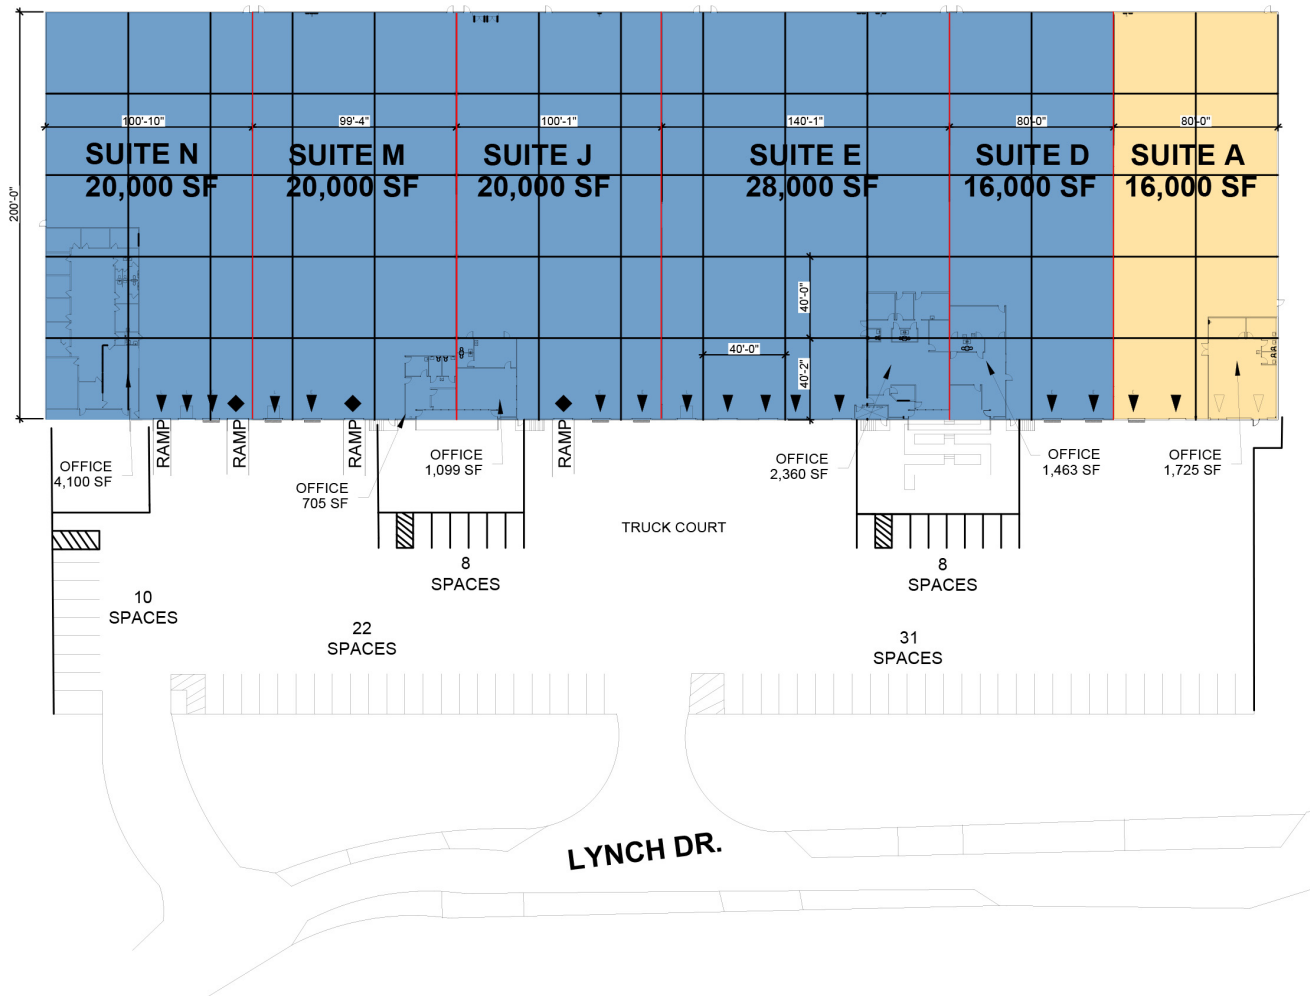 100'-10"
99'-4"
100'-1"
140'-1"
80'-0"
80'-0"
SUITE N
20,000 SF
SUITE M
20,000 SF
SUITE J
20,000 SF
SUITE E
28,000 SF
SUITE D
16,000 SF
SUITE A
16,000 SF
200'-0"
40'-0"
40'-0"
40'-2"
RAMP
RAMP
RAMP
RAMP
OFFICE
4,100 SF
OFFICE
705 SF
OFFICE
1,099 SF
OFFICE
2,360 SF
OFFICE
1,463 SF
OFFICE
1,725 SF
TRUCK COURT
8
SPACES
8
SPACES
10
SPACES
22
SPACES
31
SPACES
LYNCH DR.